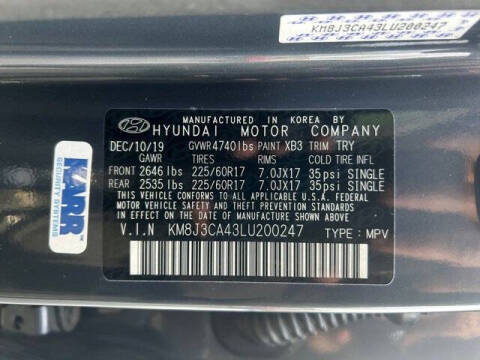 KM8J3CA43LU200247
MANUFACTURED IN KOREA BY
HYUNDAI MOTOR COMPANY
DEC/10/19 GVWR4740lbs PAINT XB3 TRIM TRY
GAWR TIRES RIMS COLD TIRE INFL
FRONT 2646 lbs 225/60R17 7.0JX17 35psi SINGLE
REAR 2535 lbs 225/60R17 7.0JX17 35psi SINGLE
THIS VEHICLE CONFORMS TO ALL APPLICABLE U.S.A. FEDERAL
MOTOR VEHICLE SAFETY, BUMPER, AND THEFT PREVENTION STANDARDS
IN EFFECT ON THE DATE OF MANUFACTURE SHOWN ABOVE.
V.I.N KM8J3CA43LU200247 TYPE : MPV
KARR